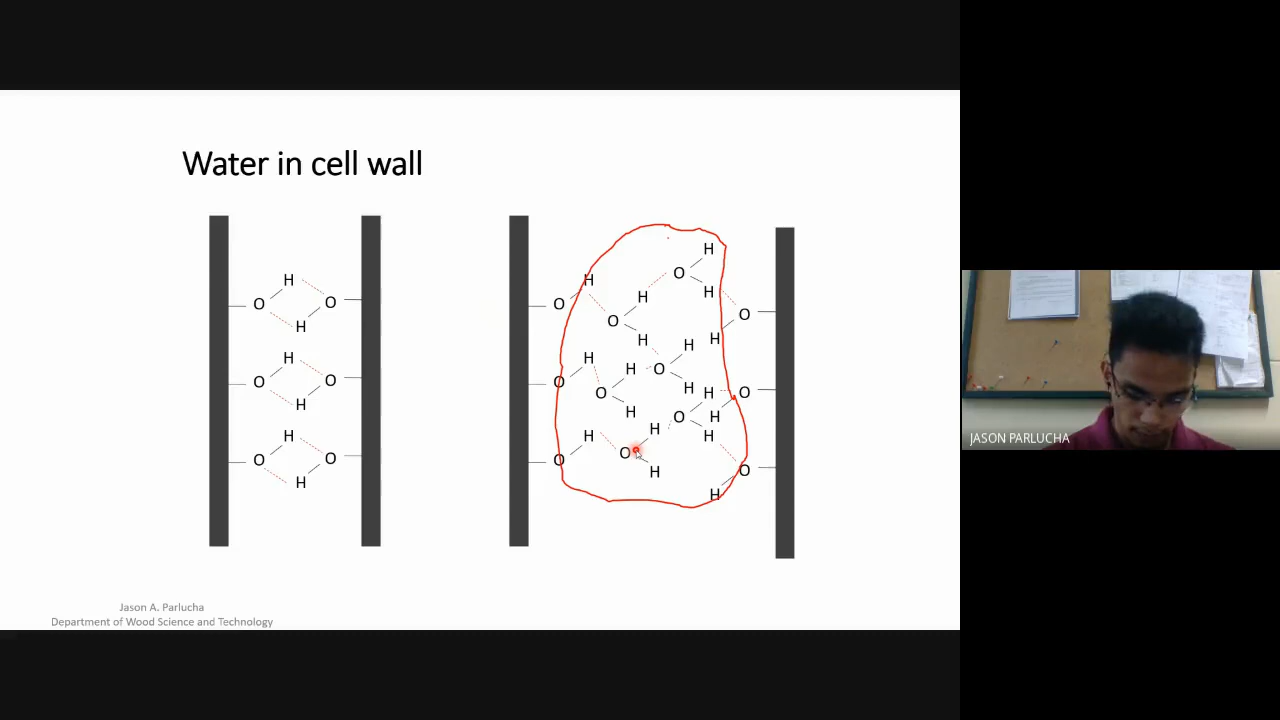 Water in cell wall
H
O O
H
H
O O
H
H
O O
H
H
O
H H H
O O O
H H H
H H O
O O H H O
H O H
H H H
O O H O
H
Jason A. Parlucha
Department of Wood Science and Technology
JASON PARLUCHA